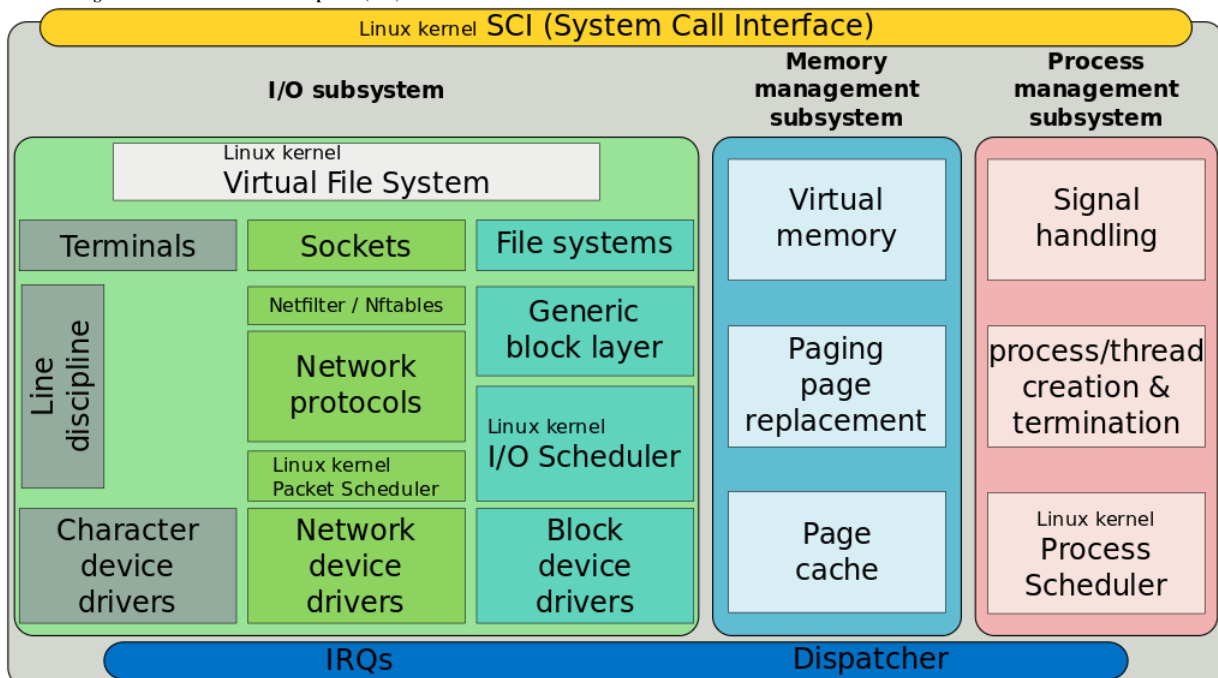 Linux kernel SCI (System Call Interface)
I/O subsystem
Memory
management
subsystem
Process
management
subsystem
Linux kernel
Virtual File System
Terminals
Sockets
File systems
Line
discipline
Netfilter / Nftables
Network
protocols
Linux kernel
Packet Scheduler
Generic
block layer
Linux kernel
I/O Scheduler
Character
device
drivers
Network
device
drivers
Block
device
drivers
Virtual
memory
Paging
page
replacement
Page
cache
Signal
handling
process/thread
creation &
termination
Linux kernel
Process
Scheduler
IRQs
Dispatcher